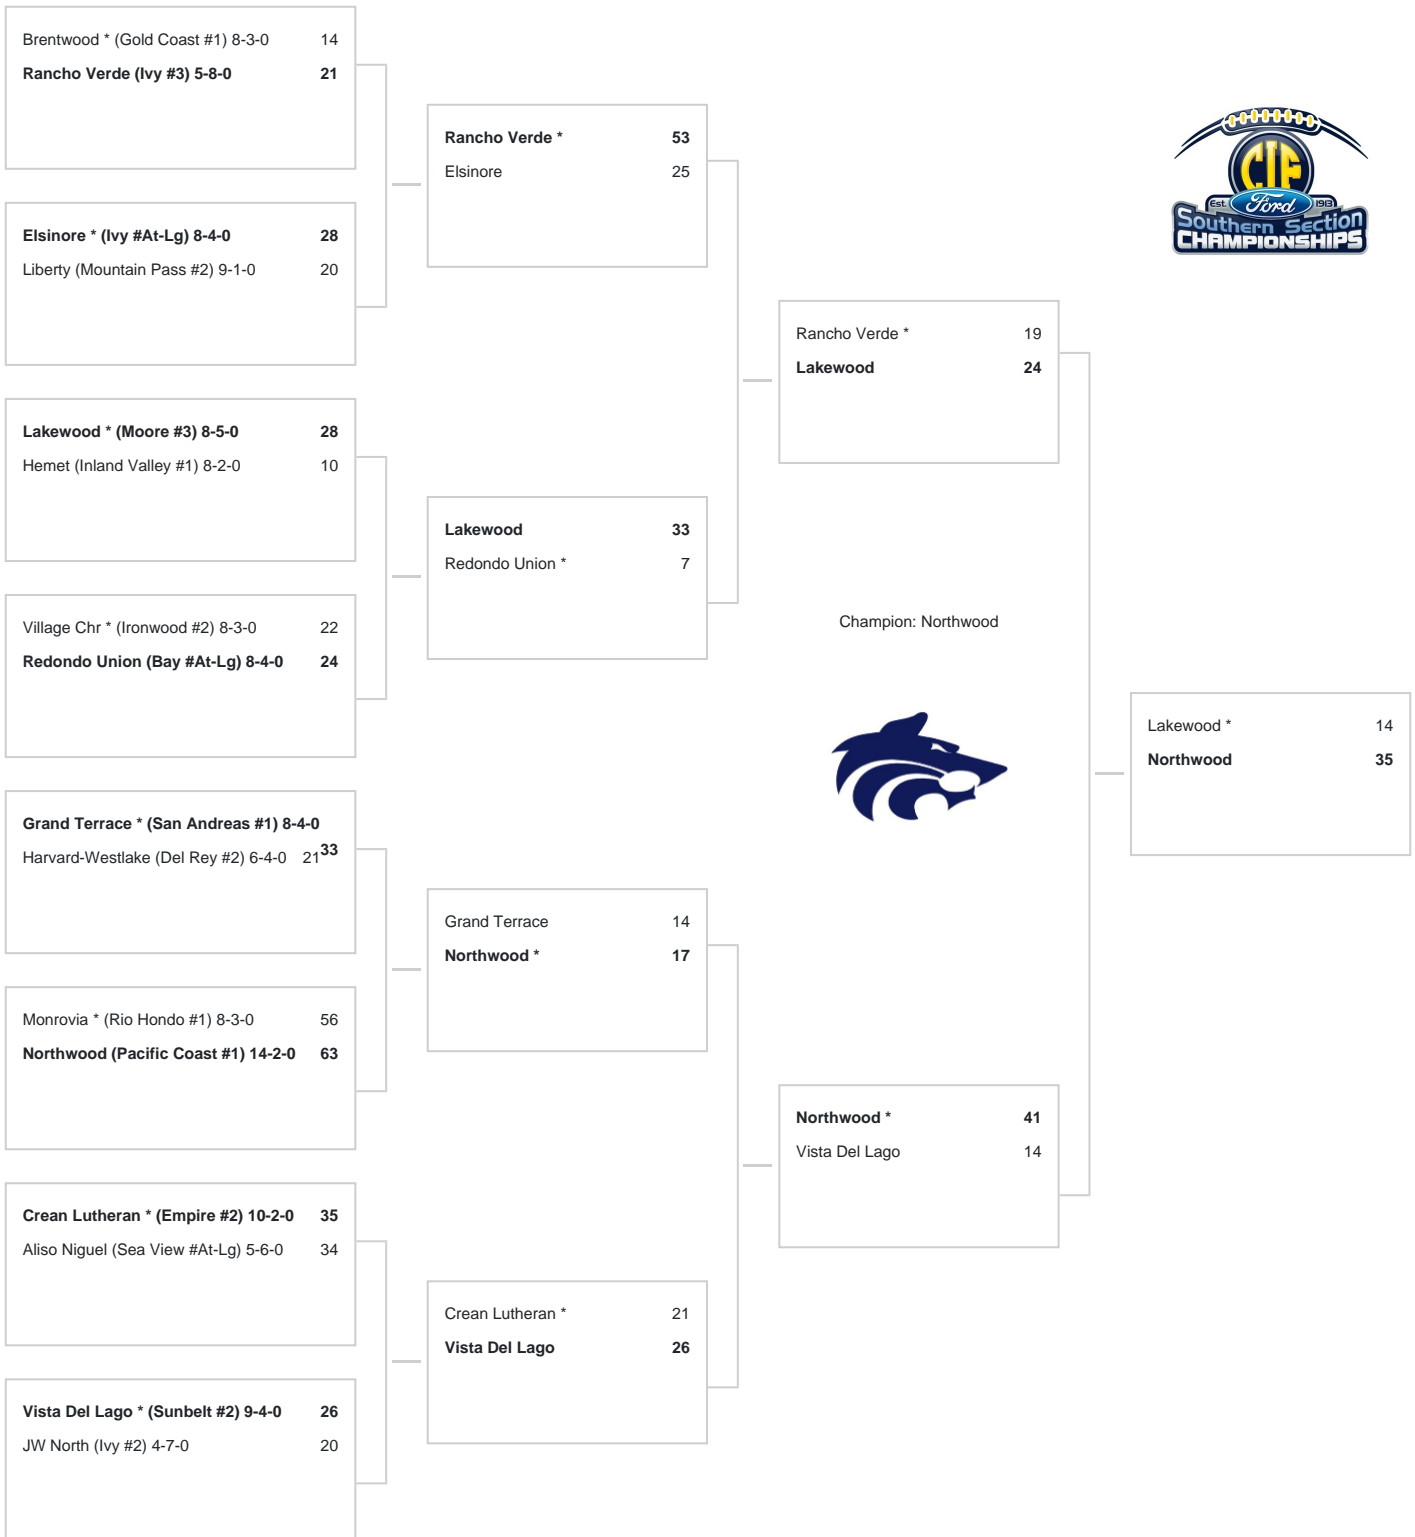 Brentwood * (Gold Coast #1) 8-3-0 14
Rancho Verde (Ivy #3) 5-8-0 21
Elsinore * (Ivy #At-Lg) 8-4-0 28
Liberty (Mountain Pass #2) 9-1-0 20
Lakewood * (Moore #3) 8-5-0 28
Hemet (Inland Valley #1) 8-2-0 10
Village Chr * (Ironwood #2) 8-3-0 22
Redondo Union (Bay #At-Lg) 8-4-0 24
Grand Terrace * (San Andreas #1) 8-4-0
33
Harvard-Westlake (Del Rey #2) 6-4-0 21
Monrovia * (Rio Hondo #1) 8-3-0 56
Northwood (Pacific Coast #1) 14-2-0 63
Crean Lutheran * (Empire #2) 10-2-0 35
Aliso Niguel (Sea View #At-Lg) 5-6-0 34
Vista Del Lago * (Sunbelt #2) 9-4-0 26
JW North (Ivy #2) 4-7-0 20
Rancho Verde * 53
Elsinore 25
Lakewood 33
Redondo Union * 7
Grand Terrace 14
Northwood * 17
Crean Lutheran * 21
Vista Del Lago 26
Rancho Verde * 19
Lakewood 24
Northwood * 41
Vista Del Lago 14
Champion: Northwood
Lakewood * 14
Northwood 35
CIF
Est. Ford 1913
Southern Section
CHAMPIONSHIPS